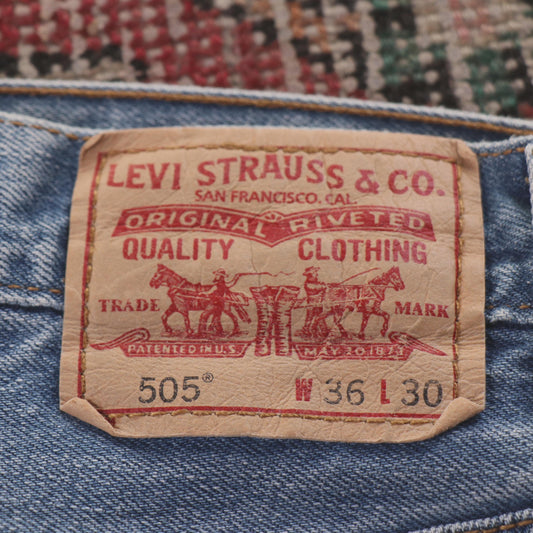 LEVI STRAUSS & CO.
SAN FRANCISCO, CAL.
ORIGINAL RIVETED
QUALITY CLOTHING
TRADE MARK
PATENTED IN U.S. MAY 20 1873
505® W 36 L 30